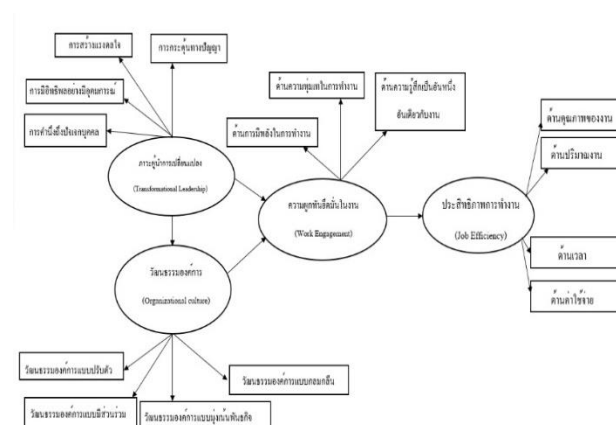 การสร้างแรงดลใจ
การกระตุ้นทางปัญญา
การมีอิทธิพลอย่างมีอุดมการณ์
การคำนึงถึงปัจเจกบุคคล
ภาวะผู้นำการเปลี่ยนแปลง
(Transformational Leadership)
วัฒนธรรมองค์การ
(Organizational culture)
วัฒนธรรมองค์การแบบปรับตัว
วัฒนธรรมองค์การแบบมีส่วนร่วม
วัฒนธรรมองค์การแบบมุ่งเน้นพันธกิจ
วัฒนธรรมองค์การแบบกลมกลืน
ด้านความทุ่มเทในการทำงาน
ด้านความรู้สึกเป็นอันหนึ่ง
อันเดียวกับงาน
ด้านการมีพลังในการทำงาน
ความผูกพันยึดมั่นในงาน
(Work Engagement)
ประสิทธิภาพการทำงาน
(Job Efficiency)
ด้านคุณภาพของงาน
ด้านปริมาณงาน
ด้านเวลา
ด้านค่าใช้จ่าย